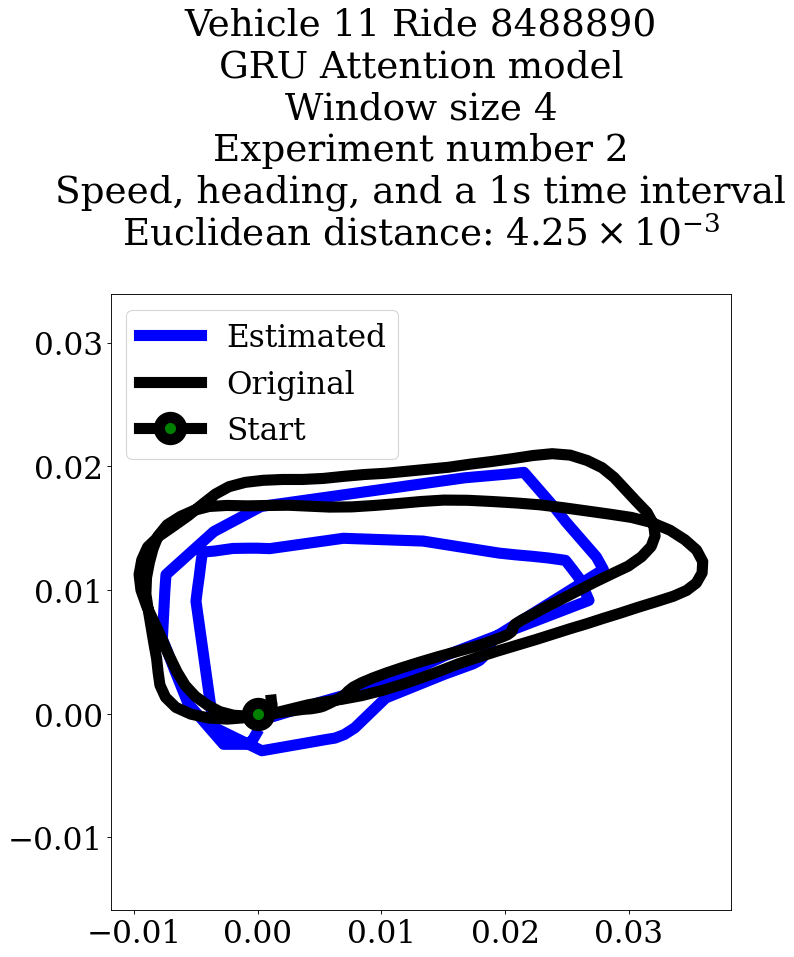 Vehicle 11 Ride 8488890
GRU Attention model
Window size 4
Experiment number 2
Speed, heading, and a 1s time interval
Euclidean distance: 4.25 × 10⁻³
Estimated
Original
Start
0.03
0.02
0.01
0.00
−0.01
−0.01 0.00 0.01 0.02 0.03